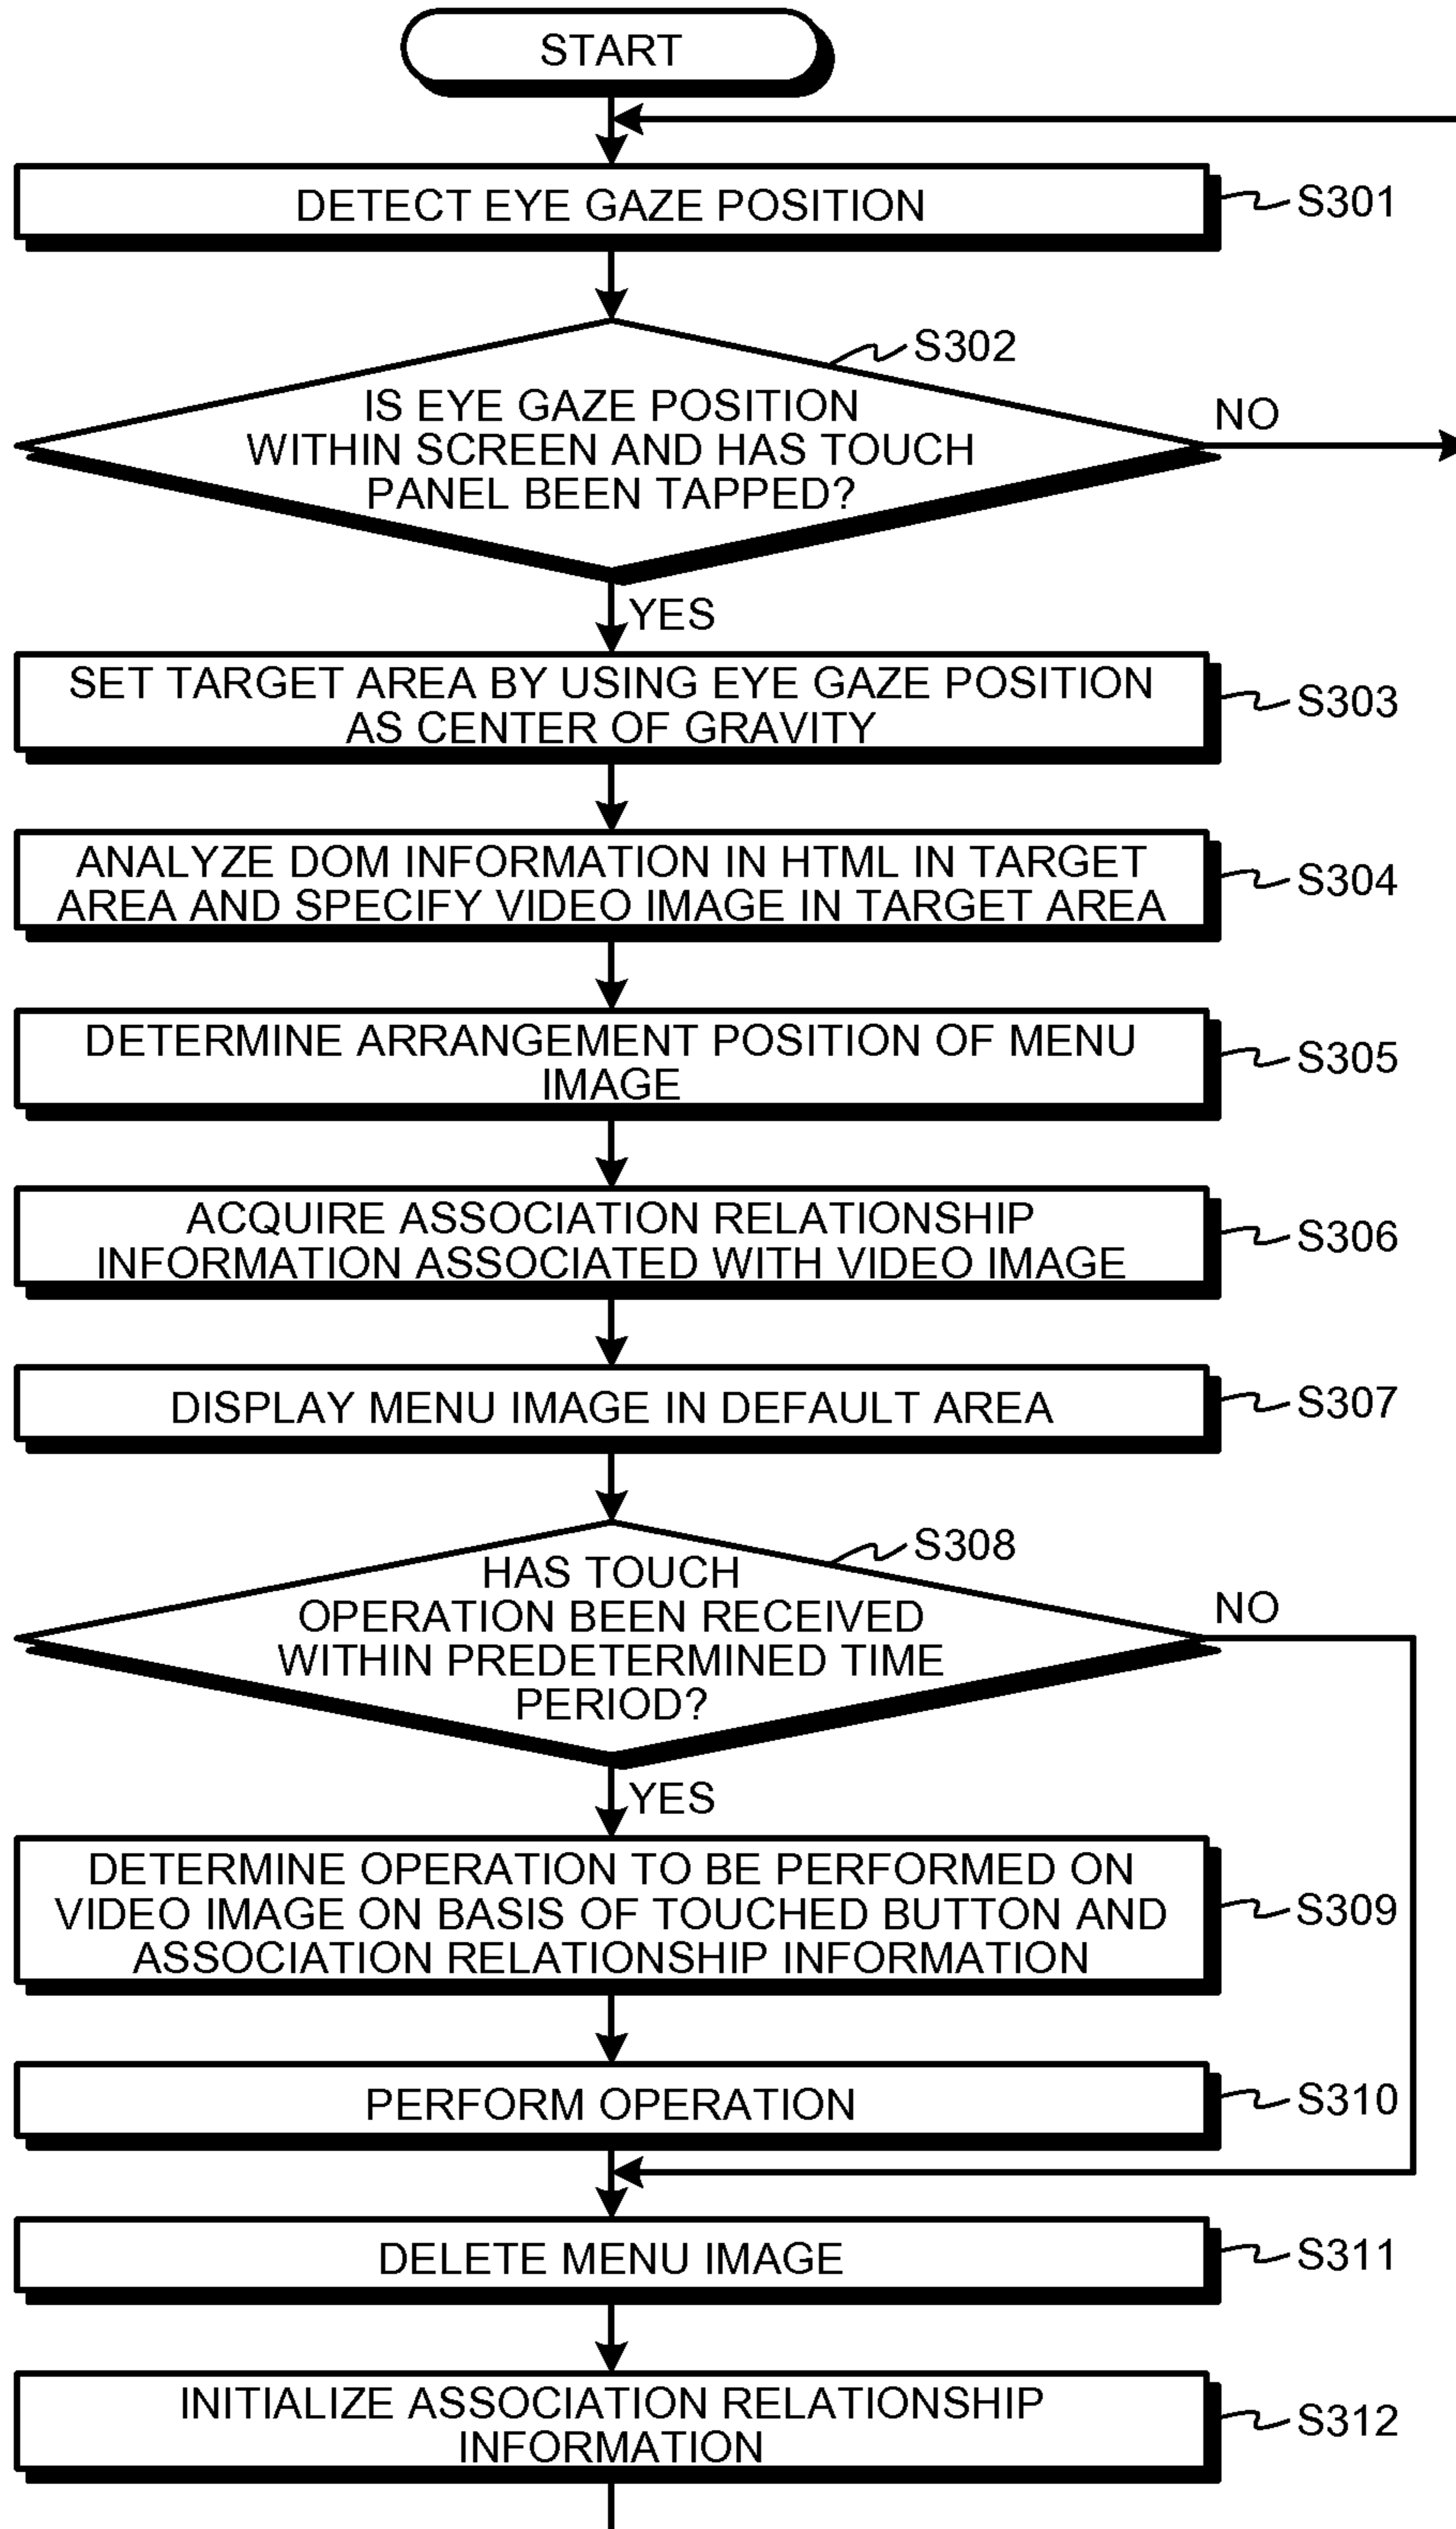 START
DETECT EYE GAZE POSITION
S301
S302
IS EYE GAZE POSITION
WITHIN SCREEN AND HAS TOUCH
PANEL BEEN TAPPED?
NO
YES
SET TARGET AREA BY USING EYE GAZE POSITION
AS CENTER OF GRAVITY
S303
ANALYZE DOM INFORMATION IN HTML IN TARGET
AREA AND SPECIFY VIDEO IMAGE IN TARGET AREA
S304
DETERMINE ARRANGEMENT POSITION OF MENU
IMAGE
S305
ACQUIRE ASSOCIATION RELATIONSHIP
INFORMATION ASSOCIATED WITH VIDEO IMAGE
S306
DISPLAY MENU IMAGE IN DEFAULT AREA
S307
S308
HAS TOUCH
OPERATION BEEN RECEIVED
WITHIN PREDETERMINED TIME
PERIOD?
NO
YES
DETERMINE OPERATION TO BE PERFORMED ON
VIDEO IMAGE ON BASIS OF TOUCHED BUTTON AND
ASSOCIATION RELATIONSHIP INFORMATION
S309
PERFORM OPERATION
S310
DELETE MENU IMAGE
S311
INITIALIZE ASSOCIATION RELATIONSHIP
INFORMATION
S312